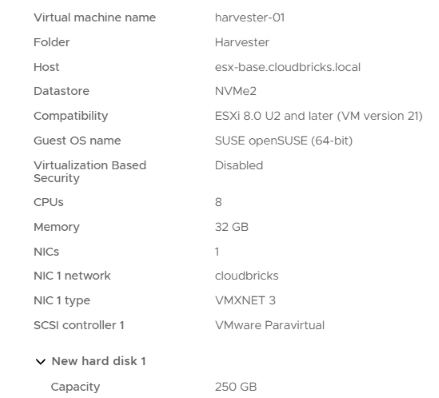 Virtual machine name harvester-01
Folder Harvester
Host esx-base.cloudbricks.local
Datastore NVMe2
Compatibility ESXi 8.0 U2 and later (VM version 21)
Guest OS name SUSE openSUSE (64-bit)
Virtualization Based Disabled
Security
CPUs 8
Memory 32 GB
NICs 1
NIC 1 network cloudbricks
NIC 1 type VMXNET 3
SCSI controller 1 VMware Paravirtual
New hard disk 1
Capacity 250 GB